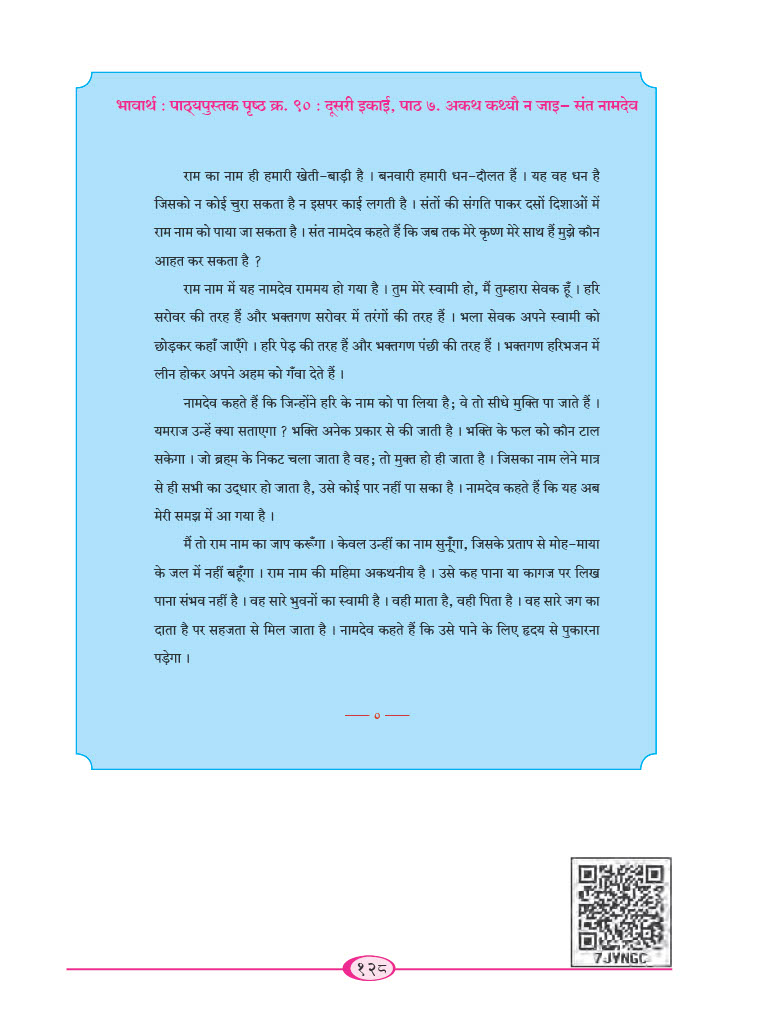 भावार्थ : पाठ्यपुस्तक पृष्ठ क्र. ९० : दूसरी इकाई, पाठ ७. अकथ कथ्यौ न जाइ– संत नामदेव
राम का नाम ही हमारी खेती-बाड़ी है । बनवारी हमारी धन-दौलत हैं । यह वह धन है
जिसको न कोई चुरा सकता है न इसपर काई लगती है । संतों की संगति पाकर दसों दिशाओं में
राम नाम को पाया जा सकता है । संत नामदेव कहते हैं कि जब तक मेरे कृष्ण मेरे साथ हैं मुझे कौन
आहत कर सकता है ?
राम नाम में यह नामदेव राममय हो गया है । तुम मेरे स्वामी हो, मैं तुम्हारा सेवक हूँ । हरि
सरोवर की तरह हैं और भक्तगण सरोवर में तरंगों की तरह हैं । भला सेवक अपने स्वामी को
छोड़कर कहाँ जाएँगे । हरि पेड़ की तरह हैं और भक्तगण पंछी की तरह हैं । भक्तगण हरिभजन में
लीन होकर अपने अहम को गँवा देते हैं ।
नामदेव कहते हैं कि जिन्होंने हरि के नाम को पा लिया है; वे तो सीधे मुक्ति पा जाते हैं ।
यमराज उन्हें क्या सताएगा ? भक्ति अनेक प्रकार से की जाती है । भक्ति के फल को कौन टाल
सकेगा । जो ब्रह्म के निकट चला जाता है वह; तो मुक्त हो ही जाता है । जिसका नाम लेने मात्र
से ही सभी का उद्धार हो जाता है, उसे कोई पार नहीं पा सका है । नामदेव कहते हैं कि यह अब
मेरी समझ में आ गया है ।
मैं तो राम नाम का जाप करूँगा । केवल उन्हीं का नाम सुनूँगा, जिसके प्रताप से मोह-माया
के जल में नहीं बहूँगा । राम नाम की महिमा अकथनीय है । उसे कह पाना या कागज पर लिख
पाना संभव नहीं है । वह सारे भुवनों का स्वामी है । वही माता है, वही पिता है । वह सारे जग का
दाता है पर सहजता से मिल जाता है । नामदेव कहते हैं कि उसे पाने के लिए हृदय से पुकारना
पड़ेगा ।
7JYNGC
१२८